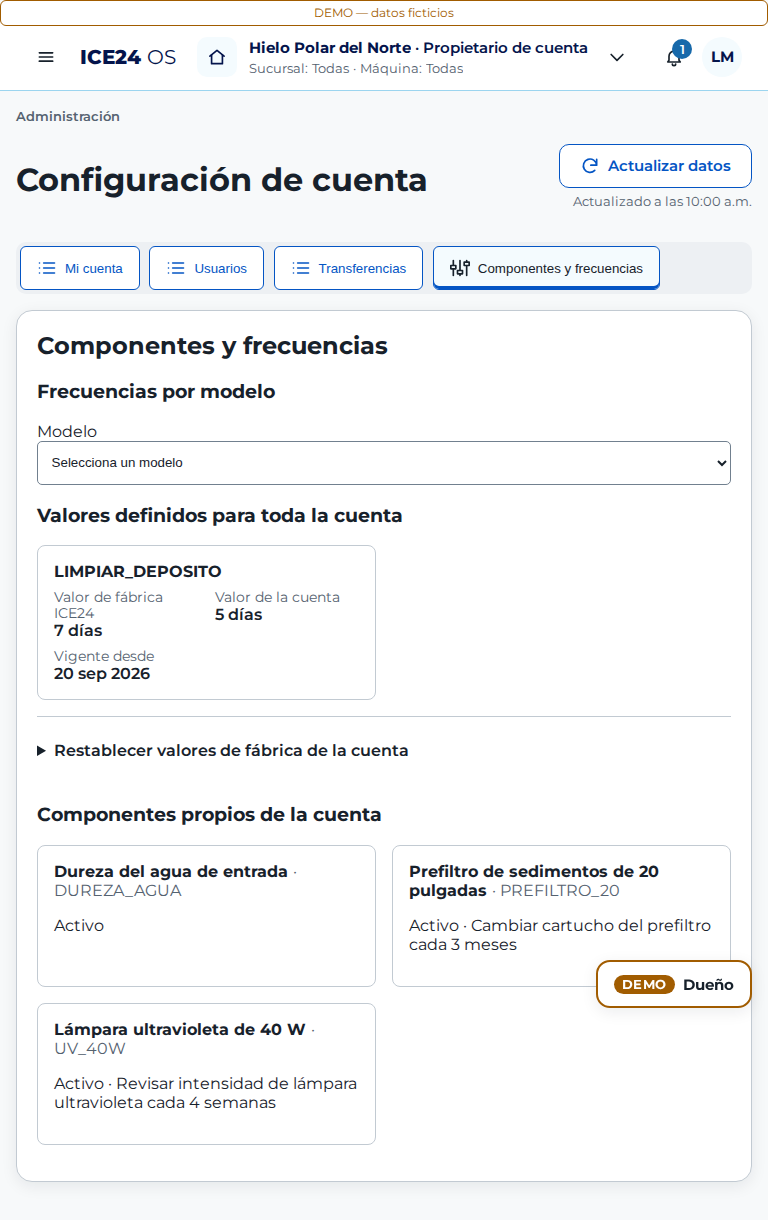 DEMO — datos ficticios
ICE24 OS
Hielo Polar del Norte · Propietario de cuenta
Sucursal: Todas · Máquina: Todas
1
LM
Administración
Configuración de cuenta
Actualizar datos
Actualizado a las 10:00 a.m.
Mi cuenta
Usuarios
Transferencias
Componentes y frecuencias
Componentes y frecuencias
Frecuencias por modelo
Modelo
Selecciona un modelo
Valores definidos para toda la cuenta
LIMPIAR_DEPOSITO
Valor de fábrica
ICE24
7 días
Valor de la cuenta
5 días
Vigente desde
20 sep 2026
Restablecer valores de fábrica de la cuenta
Componentes propios de la cuenta
Dureza del agua de entrada ·
DUREZA_AGUA
Activo
Prefiltro de sedimentos de 20
pulgadas · PREFILTRO_20
Activo · Cambiar cartucho del prefiltro
cada 3 meses
DEMO Dueño
Lámpara ultravioleta de 40 W ·
UV_40W
Activo · Revisar intensidad de lámpara
ultravioleta cada 4 semanas